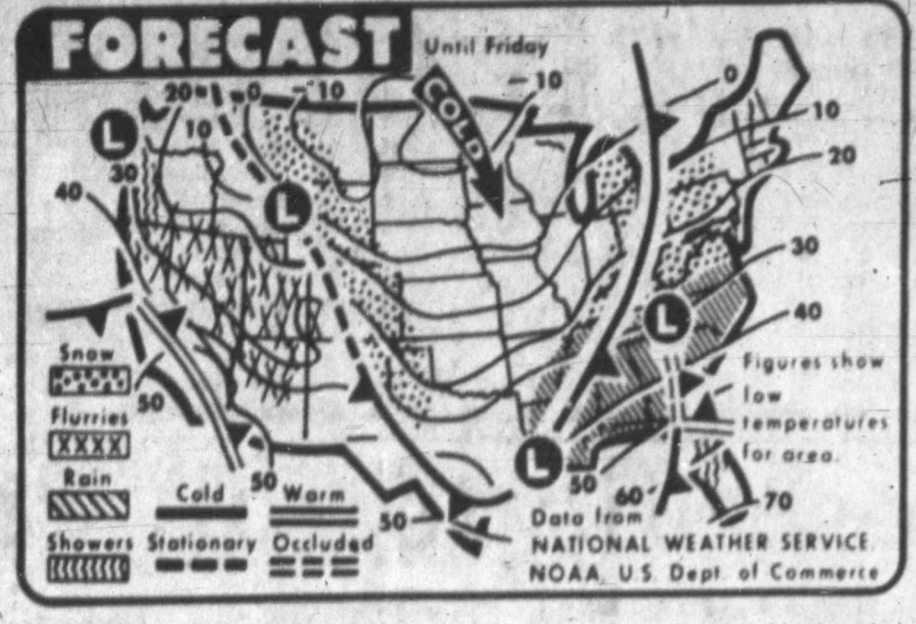 FORECAST
Until Friday
20 -0 -10 COLD -10 0
L 10 10
30 20
40 L
30
L 40
Snow Figures show
50 low
Flurries temperatures
XXXX for area.
Rain L
Cold 50 Warm 50 60 70
50 Data from
Showers Stationary Occluded NATIONAL WEATHER SERVICE,
NOAA, U.S. Dept. of Commerce